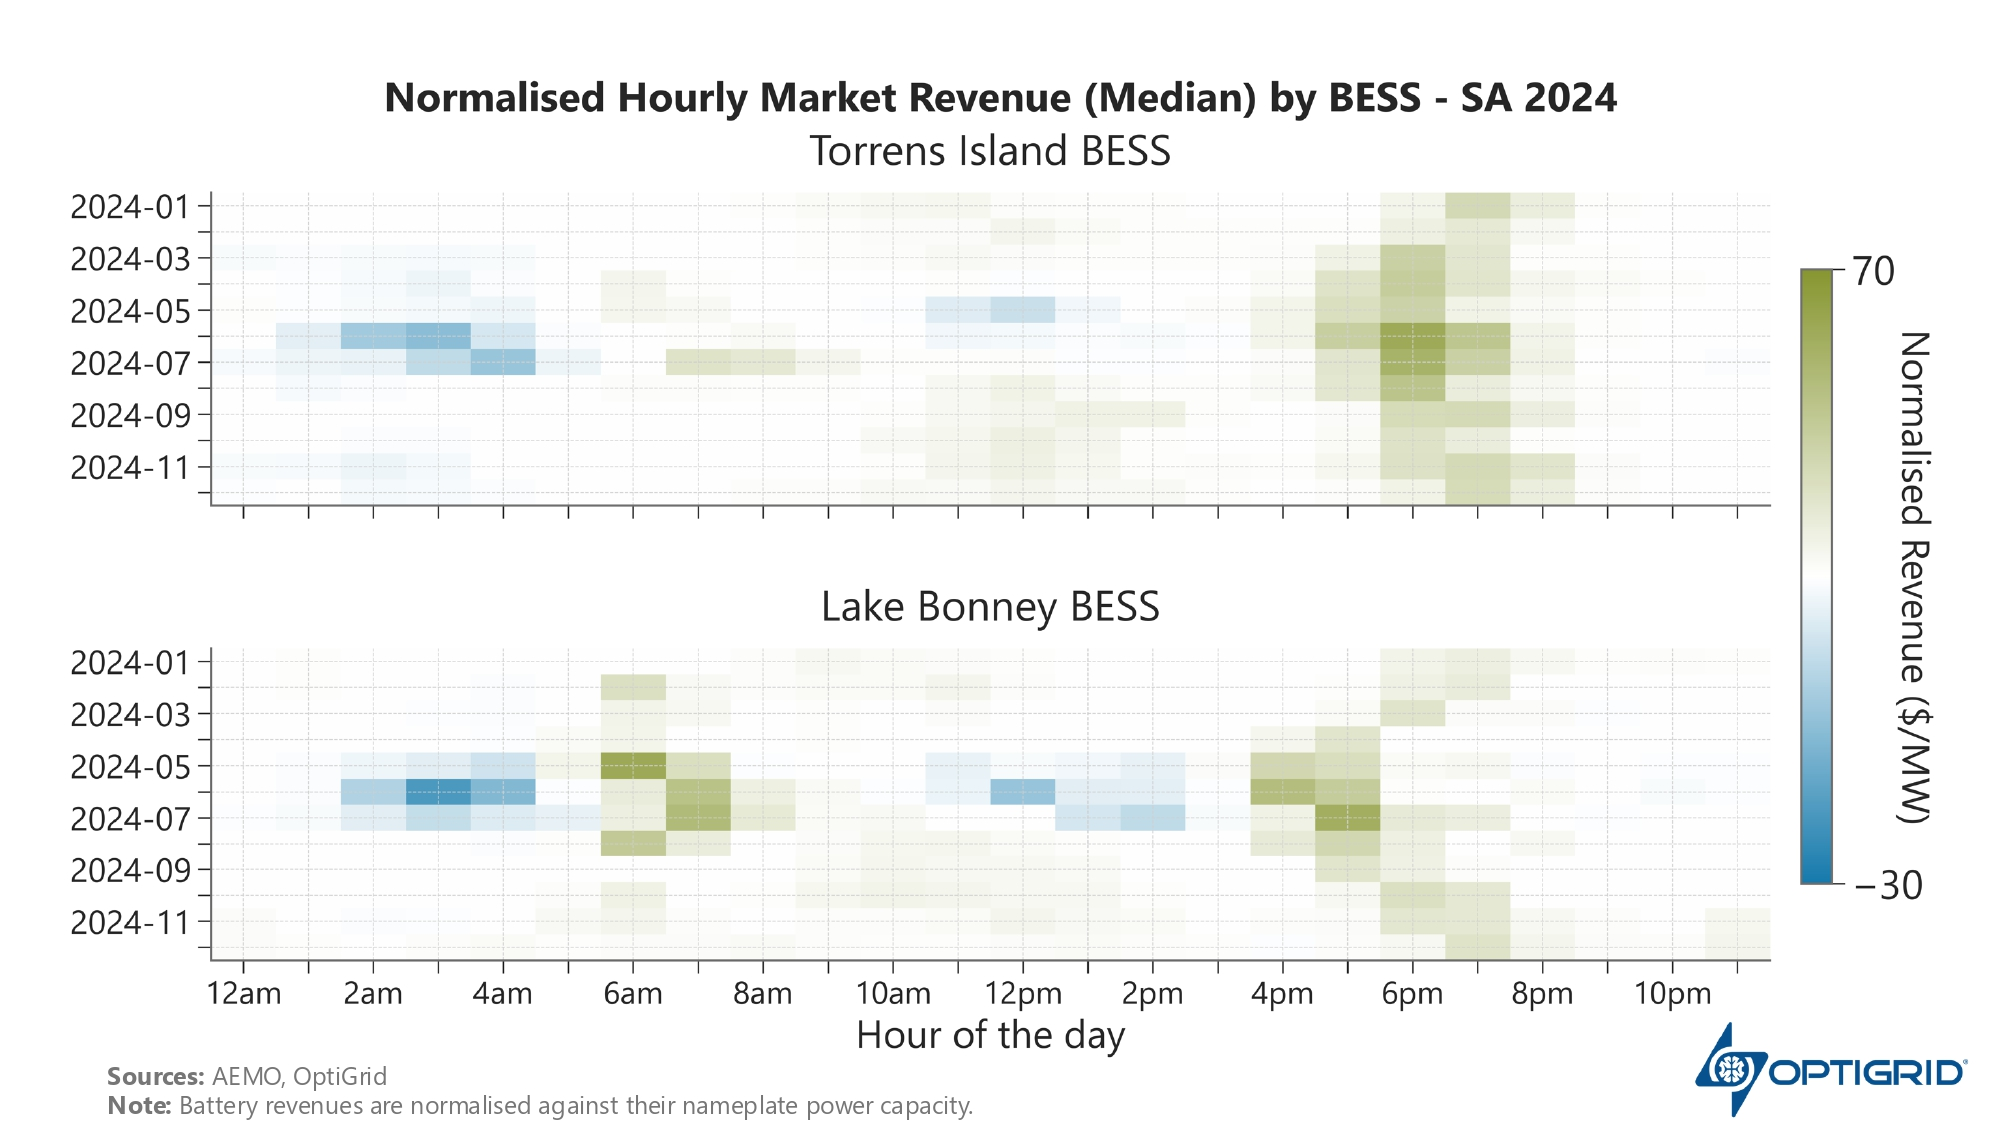 Normalised Hourly Market Revenue (Median) by BESS - SA 2024
Torrens Island BESS
2024-01
2024-03
2024-05
2024-07
2024-09
2024-11
70
Normalised Revenue ($/MW)
−30
Lake Bonney BESS
2024-01
2024-03
2024-05
2024-07
2024-09
2024-11
12am 2am 4am 6am 8am 10am 12pm 2pm 4pm 6pm 8pm 10pm
Hour of the day
Sources: AEMO, OptiGrid
Note: Battery revenues are normalised against their nameplate power capacity.
OPTIGRID®